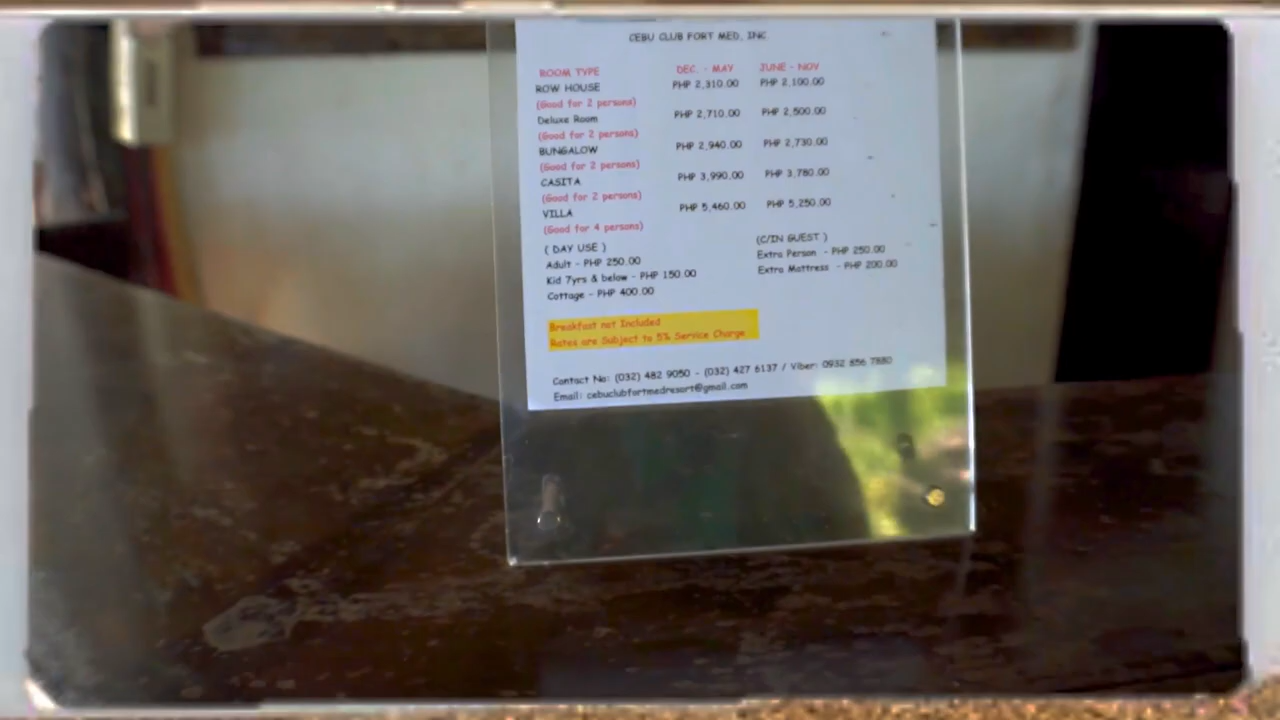 CEBU CLUB FORT MED, INC
ROOM TYPE DEC. - MAY JUNE - NOV
ROW HOUSE PHP 2,310.00 PHP 2,100.00
(Good for 2 persons)
Deluxe Room PHP 2,710.00 PHP 2,500.00
(Good for 2 persons)
BUNGALOW PHP 2,940.00 PHP 2,730.00
(Good for 2 persons)
CASITA PHP 3,990.00 PHP 3,780.00
(Good for 2 persons)
VILLA PHP 5,460.00 PHP 5,250.00
(Good for 4 persons)
( DAY USE )
Adult - PHP 250.00
Kid 7yrs & below - PHP 150.00
Cottage - PHP 400.00
(C/IN GUEST )
Extra Person - PHP 250.00
Extra Mattress - PHP 200.00
Breakfast not Included
Rates are Subject to 5% Service Charge
Contact No: (032) 482 9050 - (032) 427 6137 / Viber: 0932 856 7880
Email: cebuclubfortmedresort@gmail.com